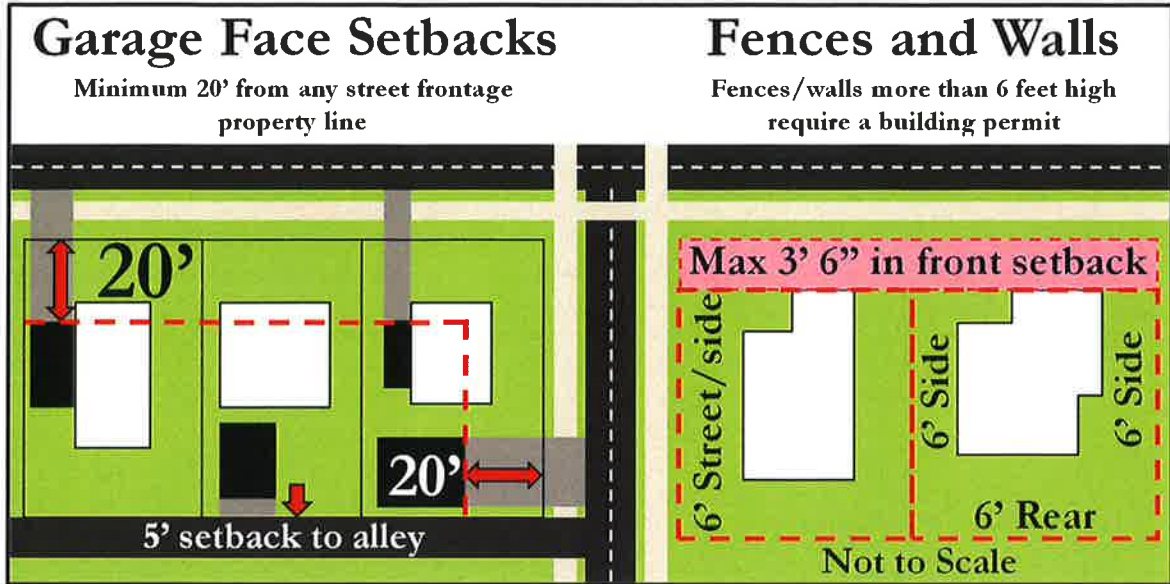 Garage Face Setbacks
Minimum 20' from any street frontage
property line
20'
20'
5' setback to alley
Fences and Walls
Fences/walls more than 6 feet high
require a building permit
Max 3' 6” in front setback
6' Street/side
6' Side
6' Side
6' Rear
Not to Scale